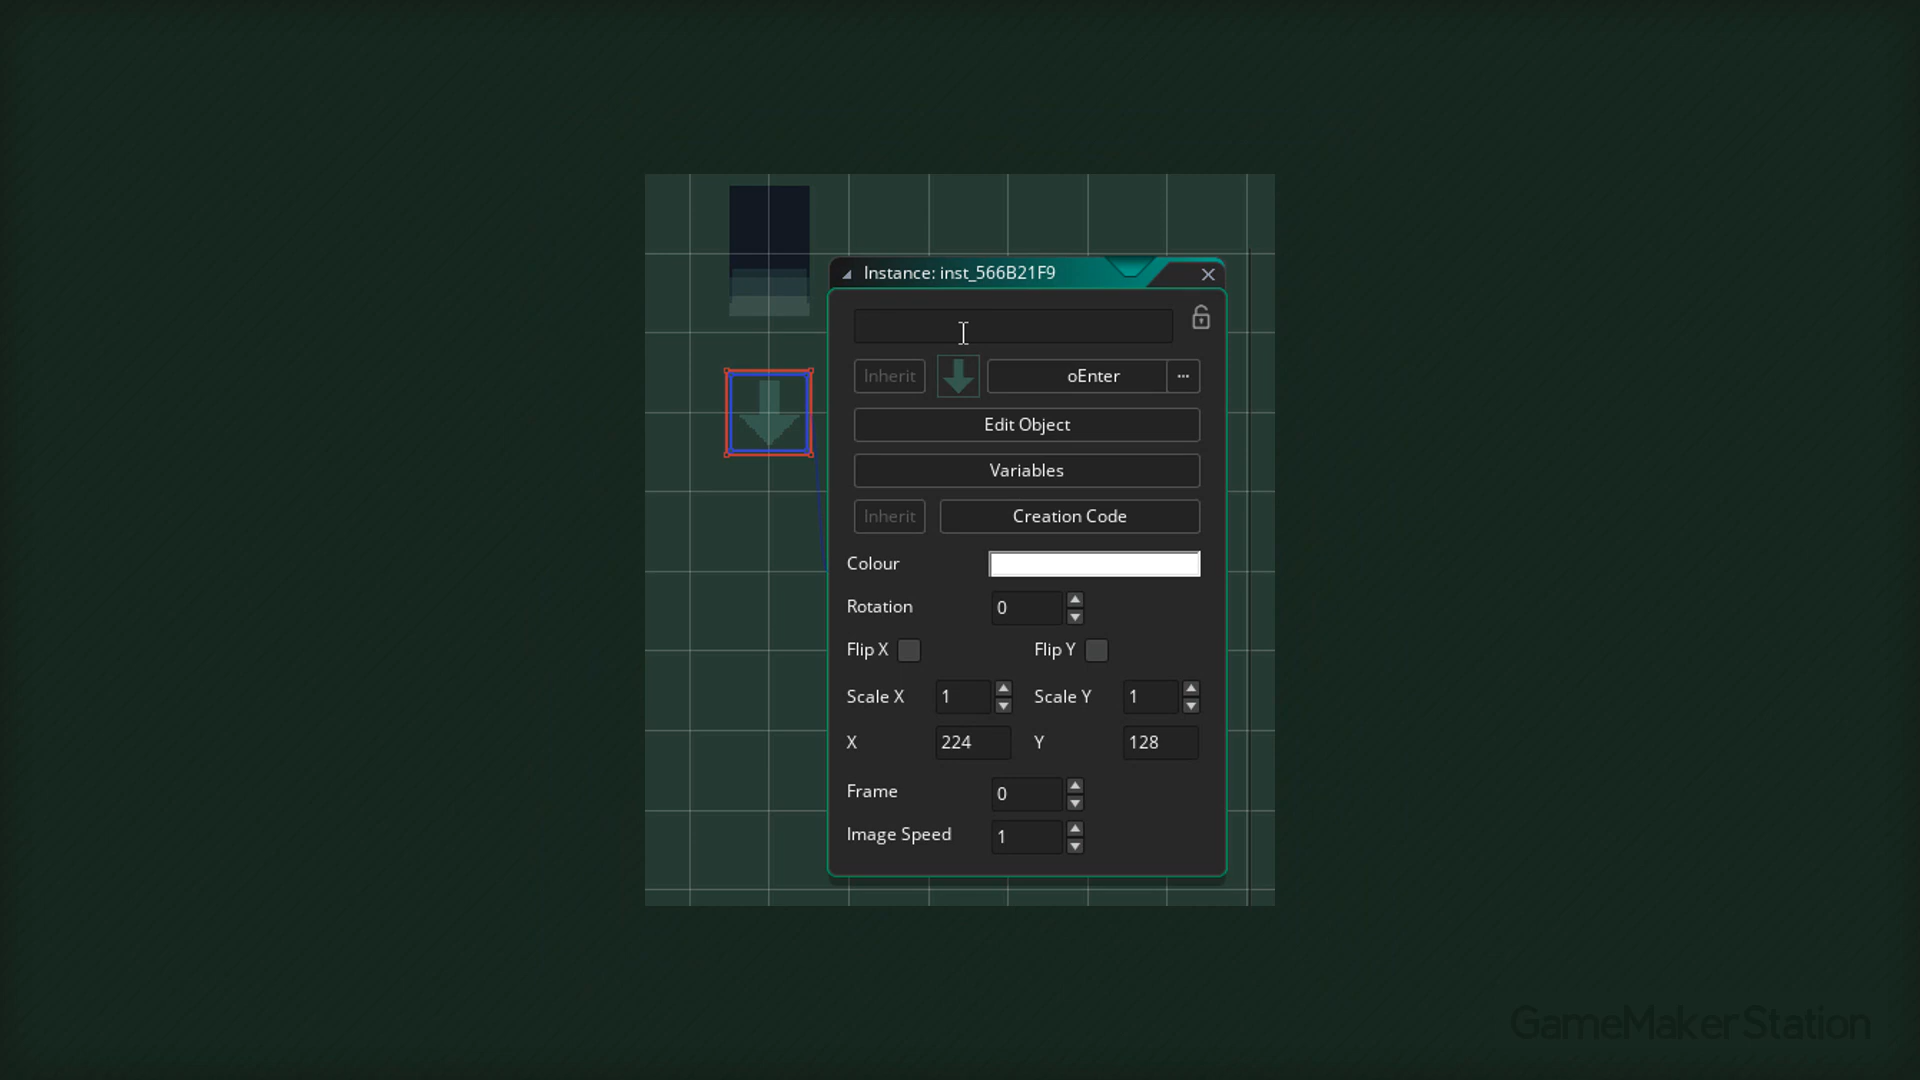 Instance: inst_566B21F9
Inherit
oEnter
...
Edit Object
Variables
Inherit
Creation Code
Colour
Rotation 0
Flip X Flip Y
Scale X 1 Scale Y 1
X 224 Y 128
Frame 0
Image Speed 1
GameMaker Station